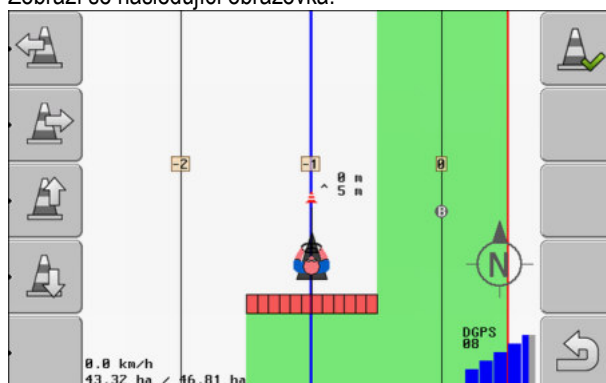 Zobrazí se následující obrazovka:
-2
-1
0
0 m
^ 5 m
B
N
DGPS
08
0.0 km/h
43.32 ha / 46.81 ha